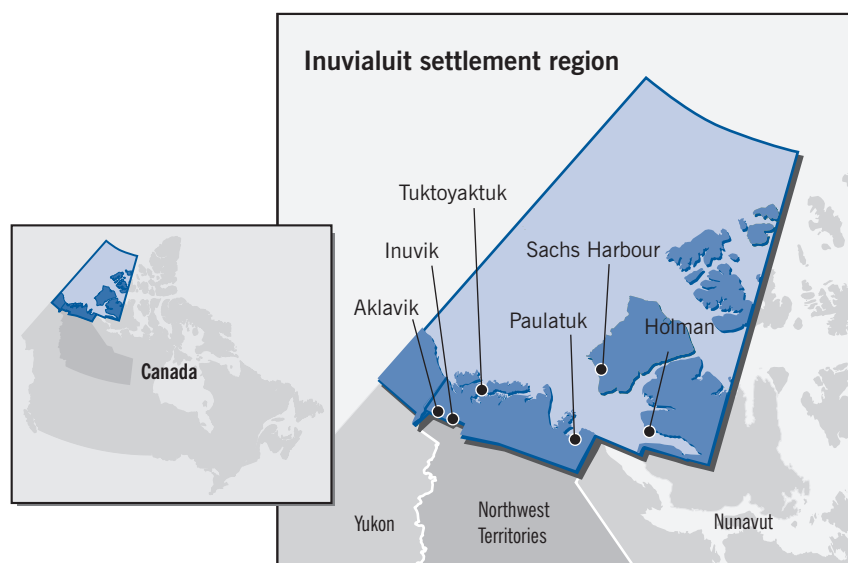 Inuvialuit settlement region
Tuktoyaktuk
Inuvik
Sachs Harbour
Aklavik
Paulatuk
Holman
Canada
Yukon
Northwest
Territories
Nunavut